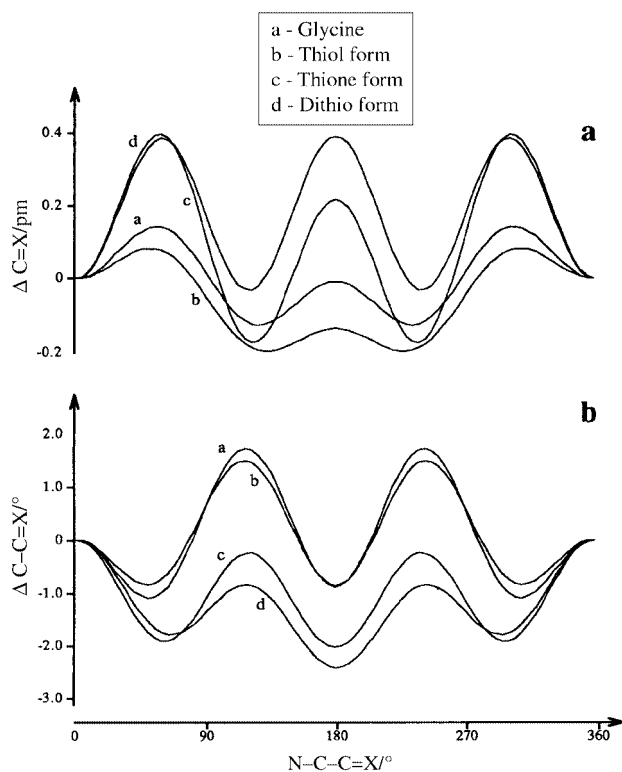 a - Glycine
b - Thiol form
c - Thione form
d - Dithio form
a
Δ C=X/pm
0.4
0.2
0
-0.2
d
c
a
b
b
Δ C–C=X/°
2.0
1.0
0
-1.0
-2.0
-3.0
a
b
c
d
0 90 180 270 360
N–C–C=X/°